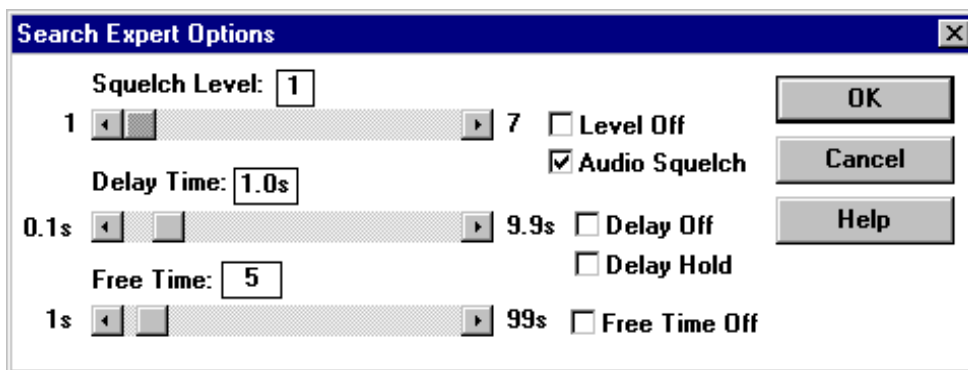 Search Expert Options
Squelch Level: 1
1 7 Level Off
Audio Squelch
Delay Time: 1.0s
0.1s 9.9s Delay Off
Delay Hold
Free Time: 5
1s 99s Free Time Off
OK
Cancel
Help